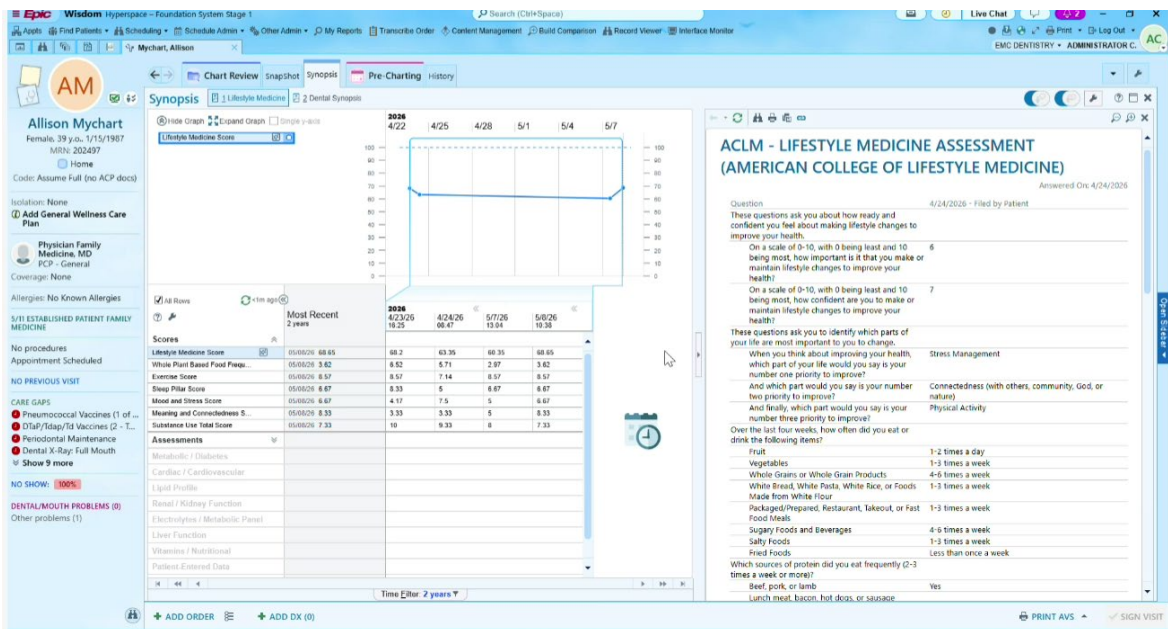 Epic Wisdom Hyperspace – Foundation System Stage 1
Search (Ctrl+Space)
Live Chat
2
Appts Find Patients Scheduling Schedule Admin Other Admin My Reports Transcribe Order Content Management Build Comparison Record Viewer Interface Monitor
Print Log Out
Mychart, Allison
EMC DENTISTRY • ADMINISTRATOR C.
AC
AM
Allison Mychart
Female, 39 y.o., 1/15/1987
MRN: 202497
Home
Code: Assume Full (no ACP docs)
Isolation: None
Add General Wellness Care Plan
Physician Family
Medicine, MD
PCP - General
Coverage: None
Allergies: No Known Allergies
5/11 ESTABLISHED PATIENT FAMILY
MEDICINE
No procedures
Appointment Scheduled
NO PREVIOUS VISIT
CARE GAPS
Pneumococcal Vaccines (1 of ...
DTaP/Tdap/Td Vaccines (2 - T...
Periodontal Maintenance
Dental X-Ray: Full Mouth
Show 9 more
NO SHOW: 100%
DENTAL/MOUTH PROBLEMS (0)
Other problems (1)
Chart Review SnapShot Synopsis Pre-Charting History
Synopsis 1 Lifestyle Medicine 2 Dental Synopsis
Hide Graph Expand Graph Single y-axis
Lifestyle Medicine Score
2026
4/22 4/25 4/28 5/1 5/4 5/7
100 100
90 90
80 80
70 70
60 60
50 50
40 40
30 30
20 20
10 10
0 0
All Rows <1m ago
Most Recent
2 years
2026
4/23/26 4/24/26 5/7/26 5/8/26
16.25 08.47 13.04 10.38
Scores
Lifestyle Medicine Score 05/08/26 68.65 68.2 63.35 60.35 68.65
Whole Plant Based Food Frequ... 05/08/26 3.62 6.52 5.71 2.97 3.62
Exercise Score 05/08/26 8.57 8.57 7.14 8.57 8.57
Sleep Pillar Score 05/08/26 6.67 8.33 5 6.67 6.67
Mood and Stress Score 05/08/26 6.67 4.17 7.5 5 6.67
Meaning and Connectedness S... 05/08/26 8.33 3.33 3.33 5 8.33
Substance Use Total Score 05/08/26 7.33 10 9.33 8 7.33
Assessments
Metabolic / Diabetes
Cardiac / Cardiovascular
Lipid Profile
Renal / Kidney Function
Electrolytes / Metabolic Panel
Liver Function
Vitamins / Nutritional
Patient-Entered Data
Time Filter: 2 years
ACLM - LIFESTYLE MEDICINE ASSESSMENT
(AMERICAN COLLEGE OF LIFESTYLE MEDICINE)
Answered On: 4/24/2026
Question 4/24/2026 - Filed by Patient
These questions ask you about how ready and
confident you feel about making lifestyle changes to
improve your health.
On a scale of 0-10, with 0 being least and 10 6
being most, how important is it that you make or
maintain lifestyle changes to improve your
health?
On a scale of 0-10, with 0 being least and 10 7
being most, how confident are you to make or
maintain lifestyle changes to improve your
health?
These questions ask you to identify which parts of
your life are most important to you to change.
When you think about improving your health, Stress Management
which part of your life would you say is your
number one priority to improve?
And which part would you say is your number Connectedness (with others, community, God, or
two priority to improve? nature)
And finally, which part would you say is your Physical Activity
number three priority to improve?
Over the last four weeks, how often did you eat or
drink the following items?
Fruit 1-2 times a day
Vegetables 1-3 times a week
Whole Grains or Whole Grain Products 4-6 times a week
White Bread, White Pasta, White Rice, or Foods 1-3 times a week
Made from White Flour
Packaged/Prepared, Restaurant, Takeout, or Fast 1-3 times a week
Food Meals
Sugary Foods and Beverages 4-6 times a week
Salty Foods 1-3 times a week
Fried Foods Less than once a week
Which sources of protein did you eat frequently (2-3
times a week or more)?
Beef, pork, or lamb Yes
Lunch meat, bacon, hot dogs, or sausage
Open Sidebar
ADD ORDER ADD DX (0)
PRINT AVS SIGN VISIT